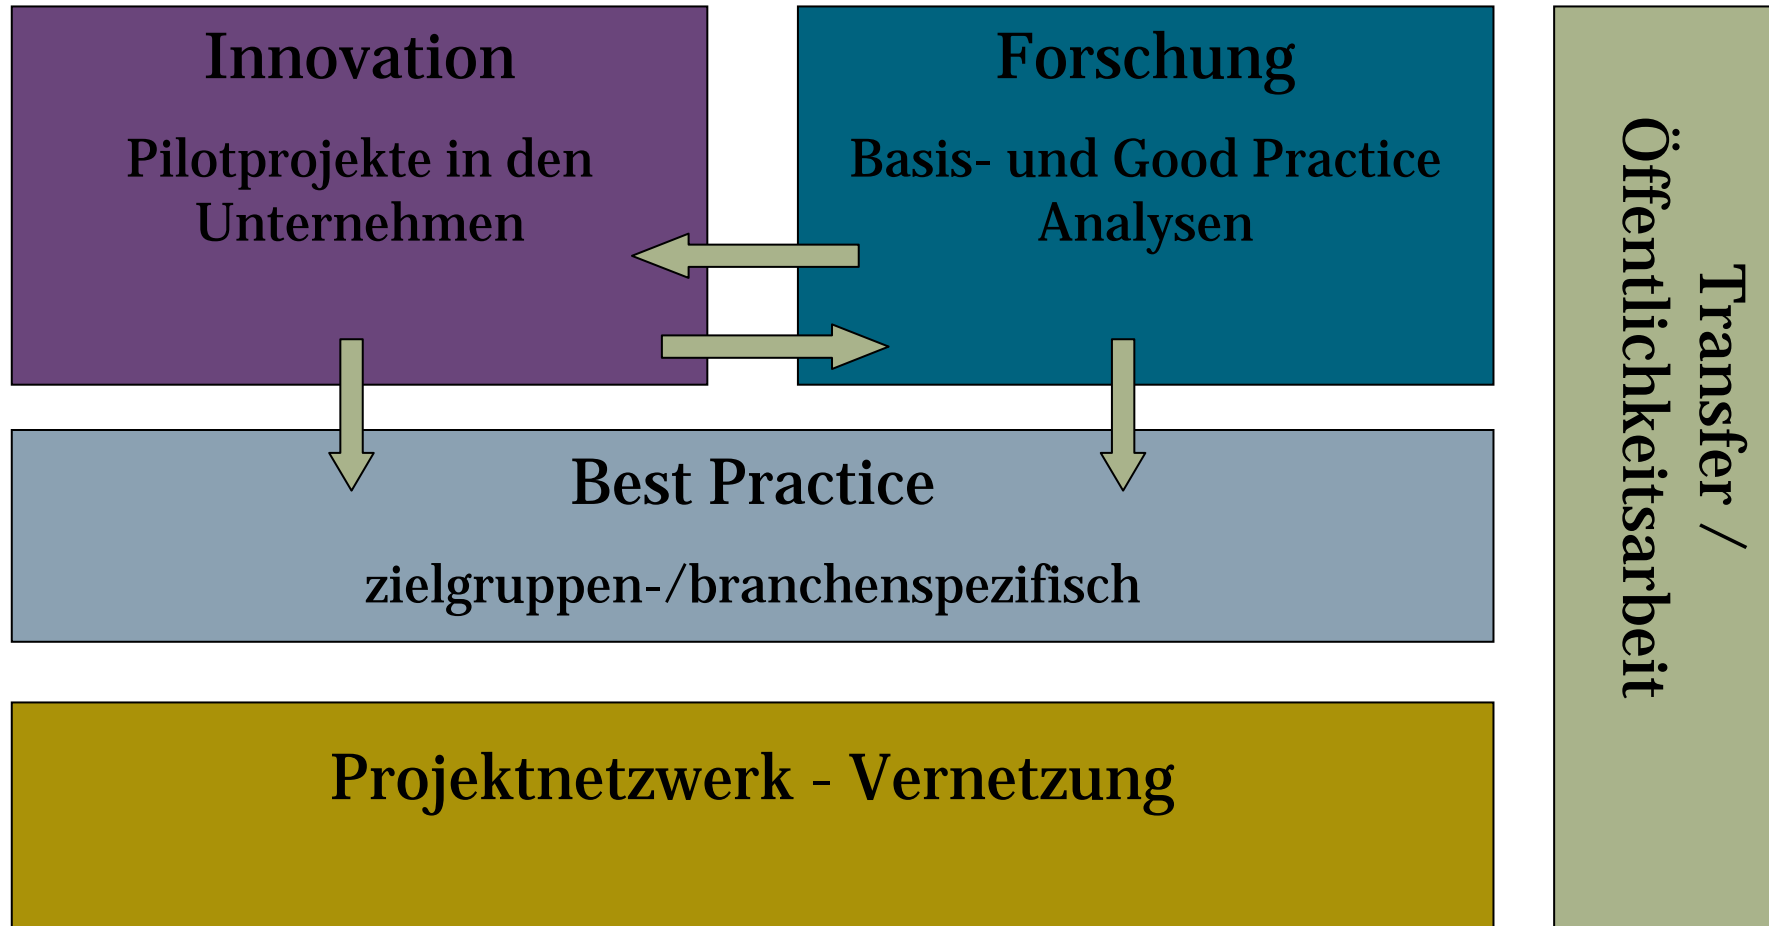 Innovation
Pilotprojekte in den
Unternehmen
Forschung
Basis- und Good Practice
Analysen
Best Practice
zielgruppen-/branchenspezifisch
Projektnetzwerk - Vernetzung
Transfer /
Öffentlichkeitsarbeit